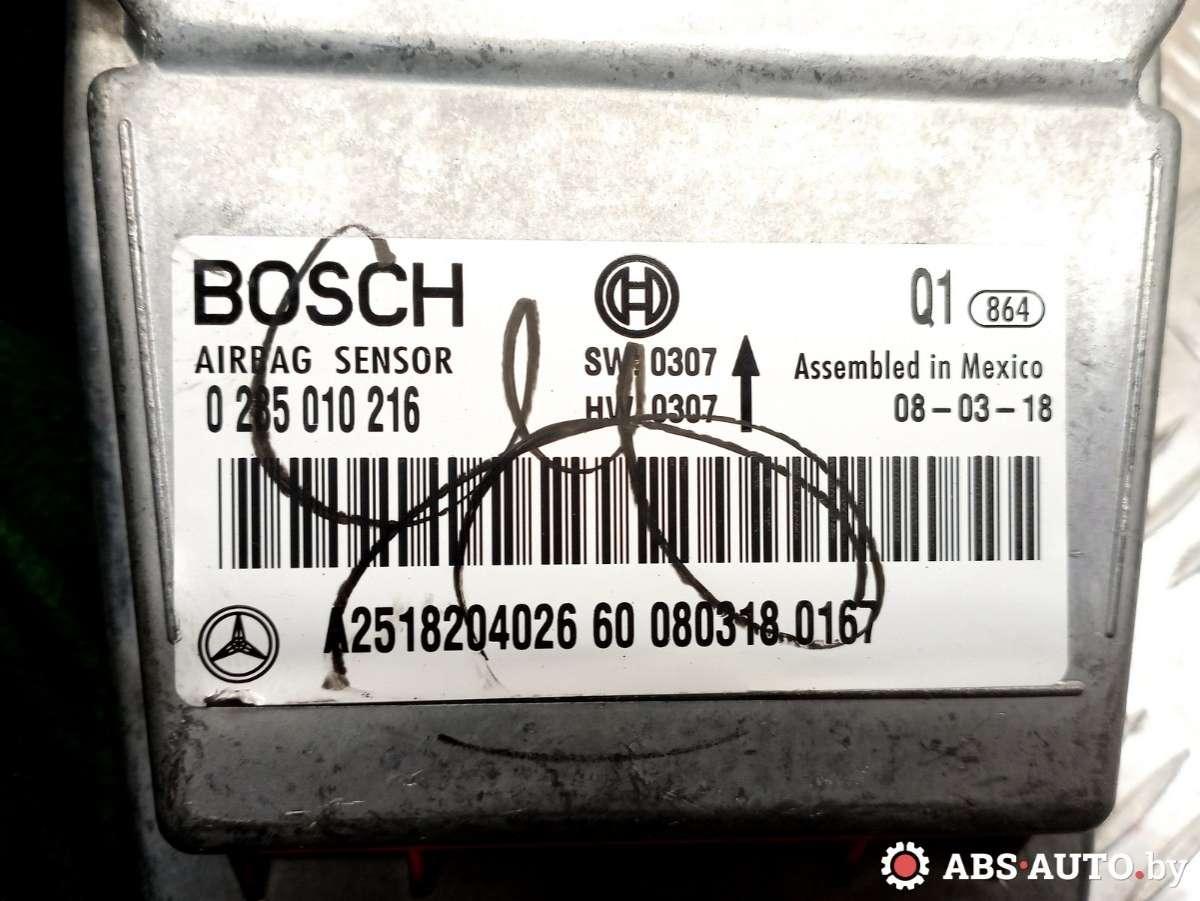 BOSCH
AIRBAG SENSOR
0 285 010 216
SW: 0307
HW: 0307
Q1 864
Assembled in Mexico
08-03-18
A2518204026 60 080318 0167
ABS-AUTO.by